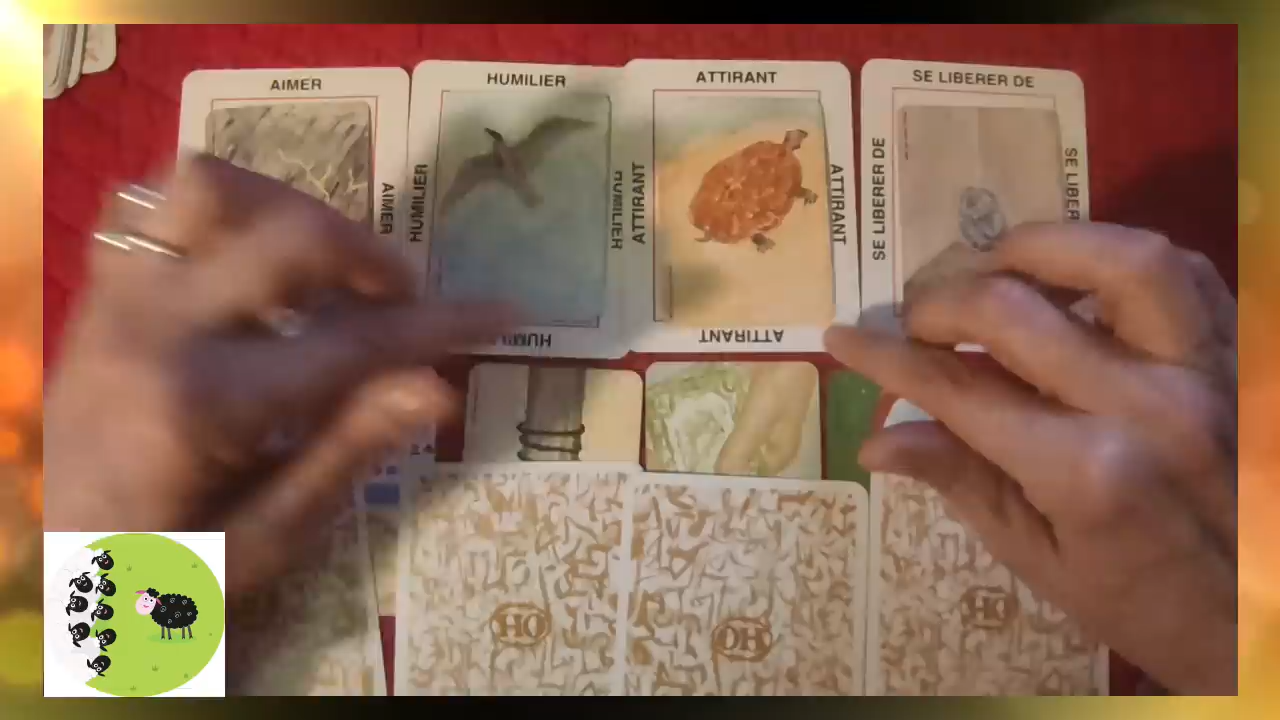 AIMER
HUMILIER
ATTIRANT
SE LIBERER DE
AIMER
HUMILIER
HUMILIER
ATTIRANT
ATTIRANT
SE LIBERER DE
ATTIRANT
OH
OH
OH